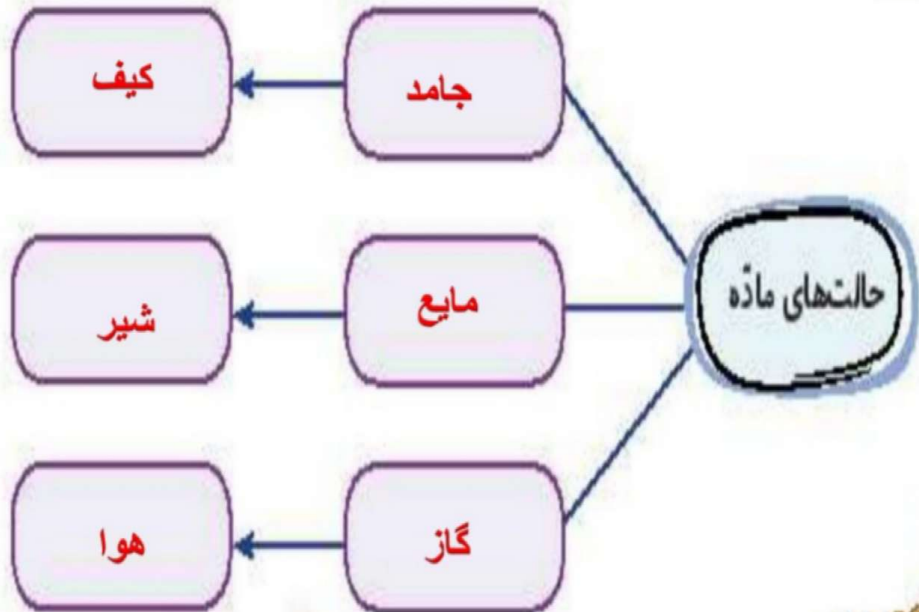 حالت‌های مادّه
جامد
کیف
مایع
شیر
گاز
هوا